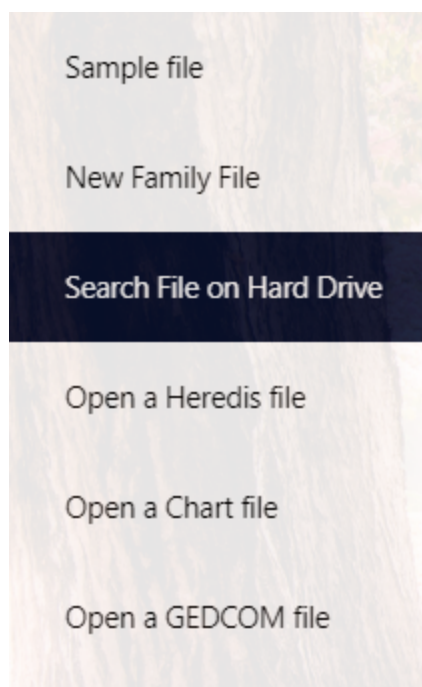 Sample file
New Family File
Search File on Hard Drive
Open a Heredis file
Open a Chart file
Open a GEDCOM file